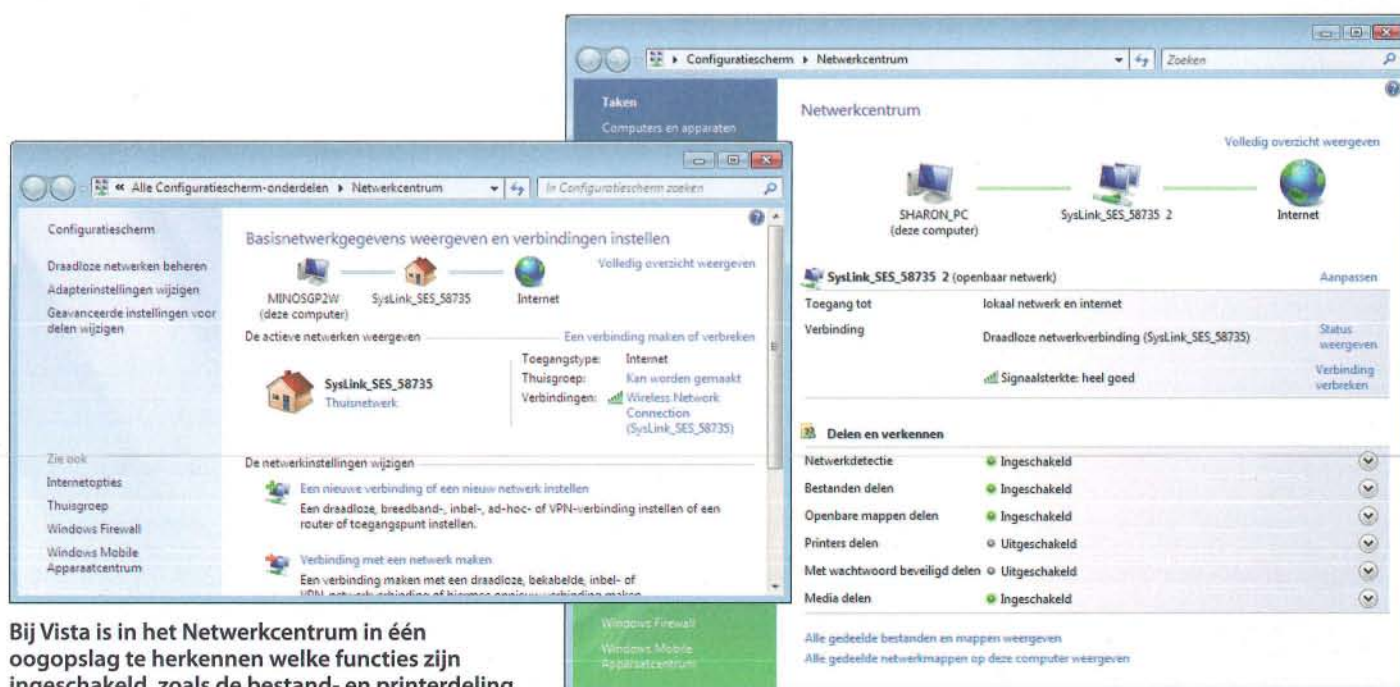 Configuratiescherm ▸ Netwerkcentrum
Zoeken
Taken
Computers en apparaten
Netwerkcentrum
Volledig overzicht weergeven
SHARON_PC
(deze computer)
SysLink_SES_58735 2
Internet
SysLink_SES_58735 2 (openbaar netwerk)
Aanpassen
Toegang tot
lokaal netwerk en internet
Verbinding
Draadloze netwerkverbinding (SysLink_SES_58735)
Status
weergeven
Signaalsterkte: heel goed
Verbinding
verbreken
Delen en verkennen
Netwerkdetectie
Ingeschakeld
Bestanden delen
Ingeschakeld
Openbare mappen delen
Ingeschakeld
Printers delen
Uitgeschakeld
Met wachtwoord beveiligd delen
Uitgeschakeld
Media delen
Ingeschakeld
Alle gedeelde bestanden en mappen weergeven
Alle gedeelde netwerkmappen op deze computer weergeven
Windows Firewall
Windows Mobile
Apparaatcentrum
« Alle Configuratiescherm-onderdelen ▸ Netwerkcentrum
In Configuratiescherm zoeken
Configuratiescherm
Draadloze netwerken beheren
Adapterinstellingen wijzigen
Geavanceerde instellingen voor
delen wijzigen
Zie ook
Internetopties
Thuisgroep
Windows Firewall
Windows Mobile
Apparaatcentrum
Basisnetwerkgegevens weergeven en verbindingen instellen
Volledig overzicht weergeven
MINOSGP2W
(deze computer)
SysLink_SES_58735
Internet
De actieve netwerken weergeven
Een verbinding maken of verbreken
SysLink_SES_58735
Thuisnetwerk
Toegangstype: Internet
Thuisgroep: Kan worden gemaakt
Verbindingen: Wireless Network
Connection
(SysLink_SES_58735)
De netwerkinstellingen wijzigen
Een nieuwe verbinding of een nieuw netwerk instellen
Een draadloze, breedband-, inbel-, ad-hoc- of VPN-verbinding instellen of een
router of toegangspunt instellen.
Verbinding met een netwerk maken
Een verbinding maken met een draadloze, bekabelde, inbel- of
Bij Vista is in het Netwerkcentrum in één
oogopslag te herkennen welke functies zijn
ingeschakeld, zoals de bestand- en printerdeling